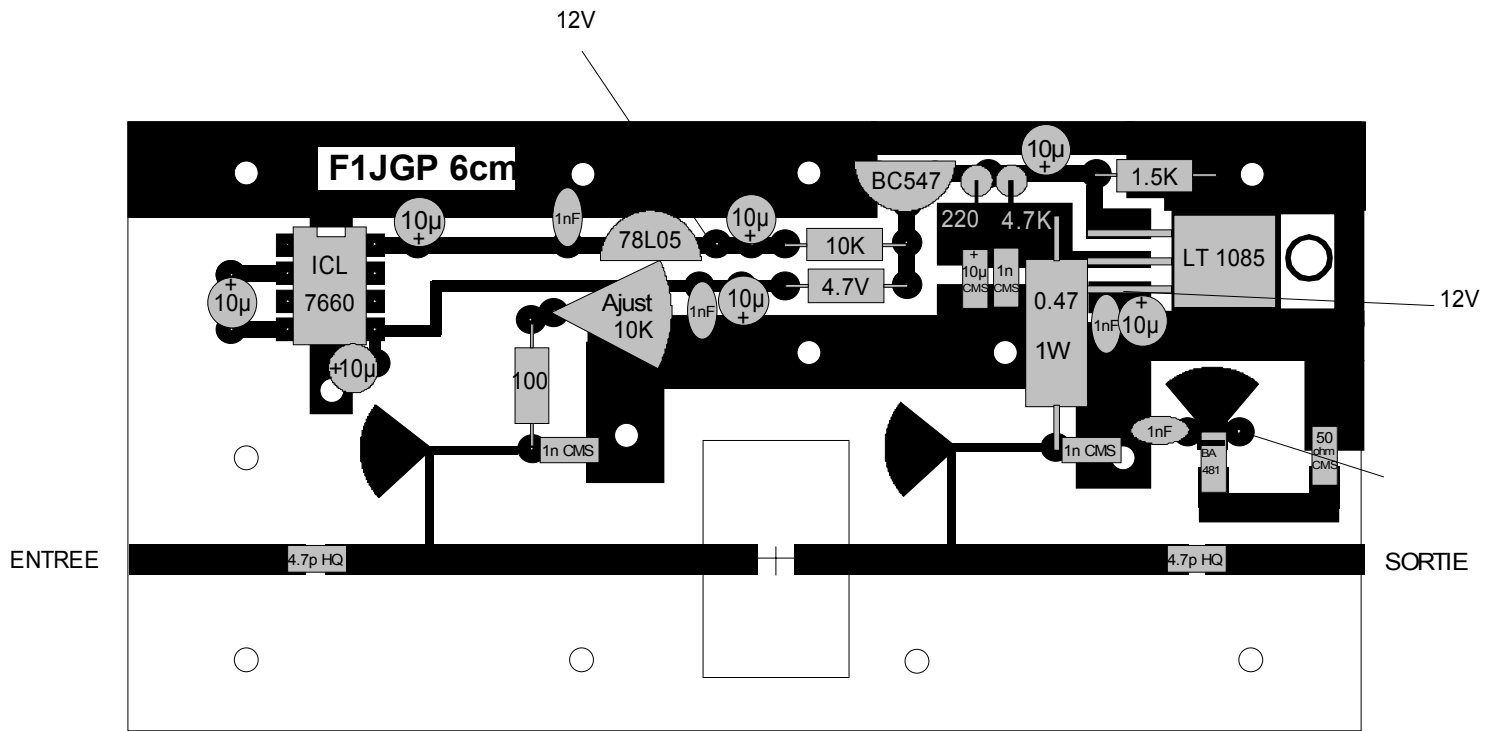 12V
F1JGP 6cm
10µ
+
BC547
1.5K
10µ
+
1nF
78L05
10µ
+
220
4.7K
10K
ICL
7660
LT 1085
+
10µ
CMS
1n
CMS
+
10µ
4.7V
Ajust
10K
1nF
10µ
+
0.47
1W
1nF
+
10µ
12V
+10µ
100
1n CMS
1n CMS
1nF
BA
481
50
ohm
CMS
ENTREE
4.7p HQ
4.7p HQ
SORTIE